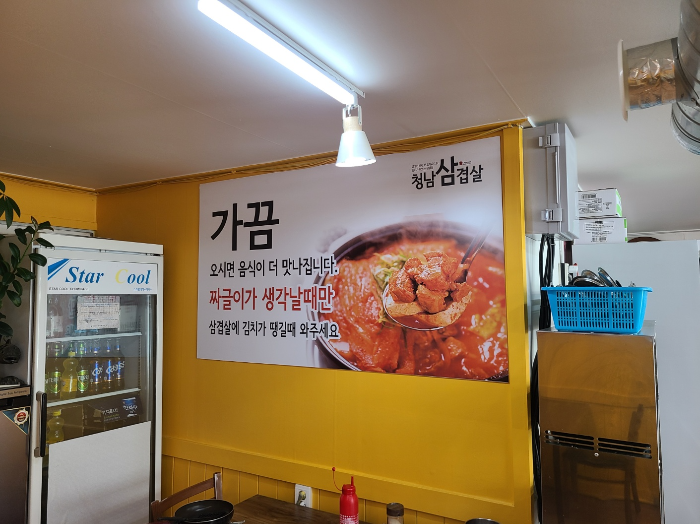 청남삼겹살
가끔
오시면 음식이 더 맛나집니다.
짜글이가 생각날때만
삼겹살에 김치가 땡길때 와주세요
Star Cool